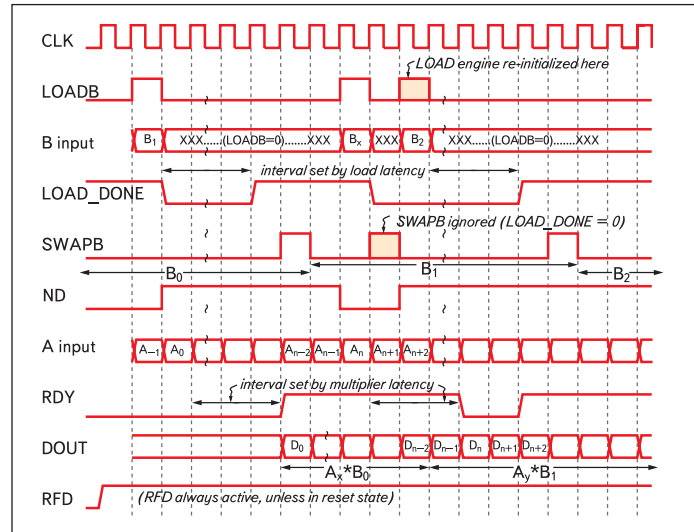 CLK
LOAD engine re-initialized here
LOADB
B input B₁ XXX......(LOADB=0).......XXX Bₓ XXX B₂ XXX......(LOADB=0).......XXX
interval set by load latency
LOAD_DONE
SWAPB ignored (LOAD_DONE = 0)
SWAPB
B₀ B₁ B₂
ND
A input A₋₁ A₀ Aₙ₋₂ Aₙ₋₁ Aₙ Aₙ₊₁ Aₙ₊₂
interval set by multiplier latency
RDY
DOUT D₀ Dₙ₋₂ Dₙ₋₁ Dₙ Dₙ₊₁ Dₙ₊₂
Aₓ*B₀ Aᵧ*B₁
RFD (RFD always active, unless in reset state)